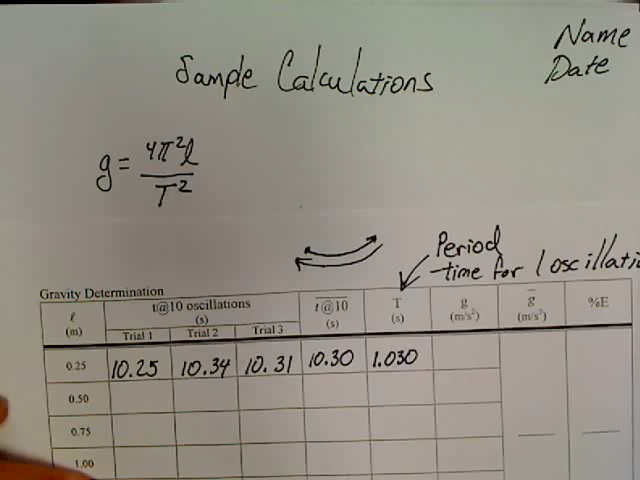 Name
Date
Sample Calculations
g = 4π²l / T²
Period
time for 1 oscillati
Gravity Determination
ℓ (m) t@10 oscillations (s) t@10 (s) T (s) g (m/s²) g (m/s²) %E
Trial 1 Trial 2 Trial 3
0.25 10.25 10.34 10.31 10.30 1.030
0.50
0.75
1.00